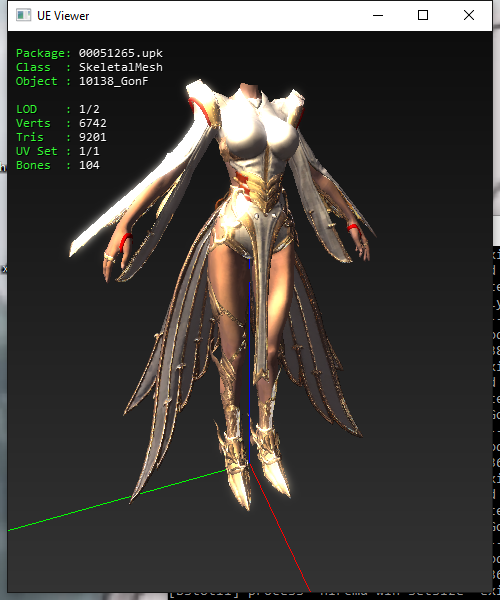 UE Viewer
Package: 00051265.upk
Class : SkeletalMesh
Object : 10138_GonF
LOD : 1/2
Verts : 6742
Tris : 9201
UV Set : 1/1
Bones : 104